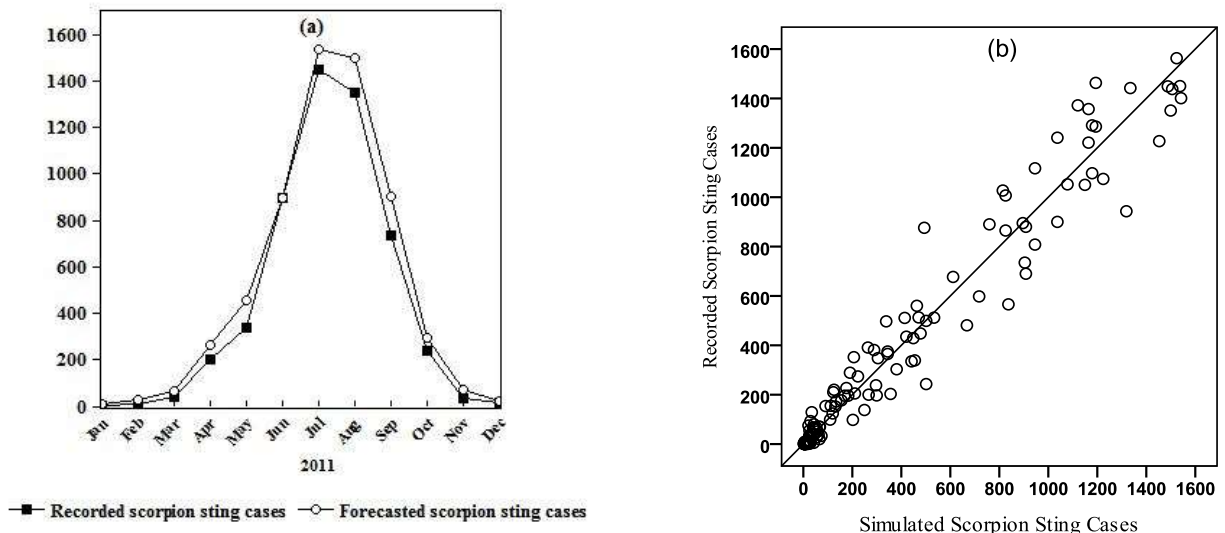 (a)
1600
1400
1200
1000
800
600
400
200
0
Jan Feb Mar Apr May Jun Jul Aug Sep Oct Nov Dec
2011
Recorded scorpion sting cases Forecasted scorpion sting cases
(b)
Recorded Scorpion Sting Cases
1600
1400
1200
1000
800
600
400
200
0
0 200 400 600 800 1000 1200 1400 1600
Simulated Scorpion Sting Cases